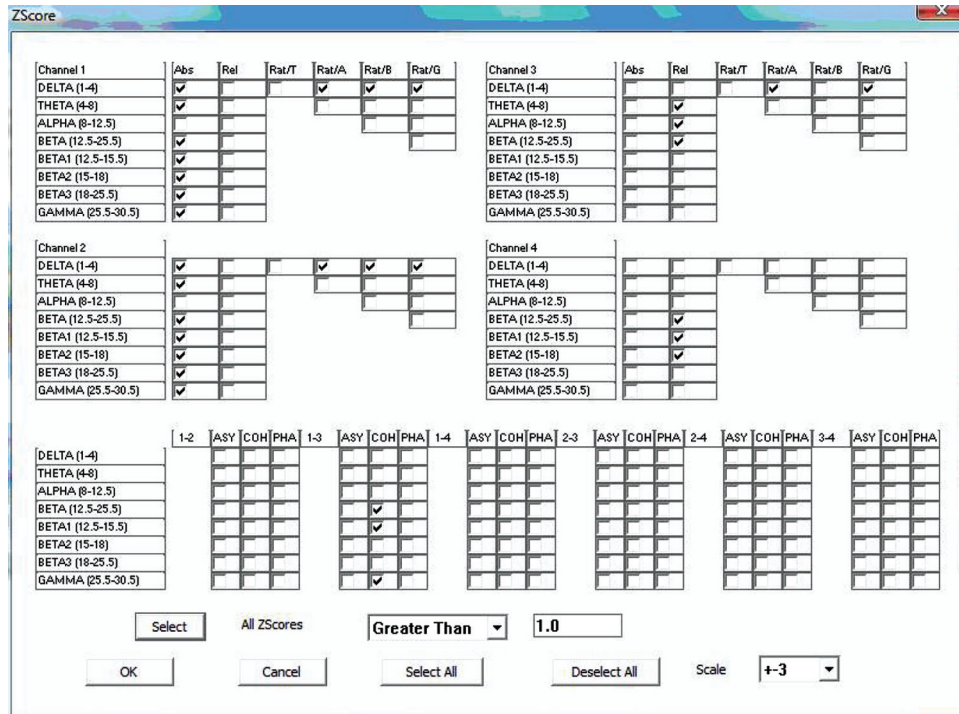 ZScore
Channel 1 Abs Rel Rat/T Rat/A Rat/B Rat/G
DELTA (1-4)
THETA (4-8)
ALPHA (8-12.5)
BETA (12.5-25.5)
BETA1 (12.5-15.5)
BETA2 (15-18)
BETA3 (18-25.5)
GAMMA (25.5-30.5)
Channel 3 Abs Rel Rat/T Rat/A Rat/B Rat/G
DELTA (1-4)
THETA (4-8)
ALPHA (8-12.5)
BETA (12.5-25.5)
BETA1 (12.5-15.5)
BETA2 (15-18)
BETA3 (18-25.5)
GAMMA (25.5-30.5)
Channel 2
DELTA (1-4)
THETA (4-8)
ALPHA (8-12.5)
BETA (12.5-25.5)
BETA1 (12.5-15.5)
BETA2 (15-18)
BETA3 (18-25.5)
GAMMA (25.5-30.5)
Channel 4
DELTA (1-4)
THETA (4-8)
ALPHA (8-12.5)
BETA (12.5-25.5)
BETA1 (12.5-15.5)
BETA2 (15-18)
BETA3 (18-25.5)
GAMMA (25.5-30.5)
1-2 ASY COH PHA 1-3 ASY COH PHA 1-4 ASY COH PHA 2-3 ASY COH PHA 2-4 ASY COH PHA 3-4 ASY COH PHA
DELTA (1-4)
THETA (4-8)
ALPHA (8-12.5)
BETA (12.5-25.5)
BETA1 (12.5-15.5)
BETA2 (15-18)
BETA3 (18-25.5)
GAMMA (25.5-30.5)
Select All ZScores Greater Than 1.0
OK Cancel Select All Deselect All Scale +-3